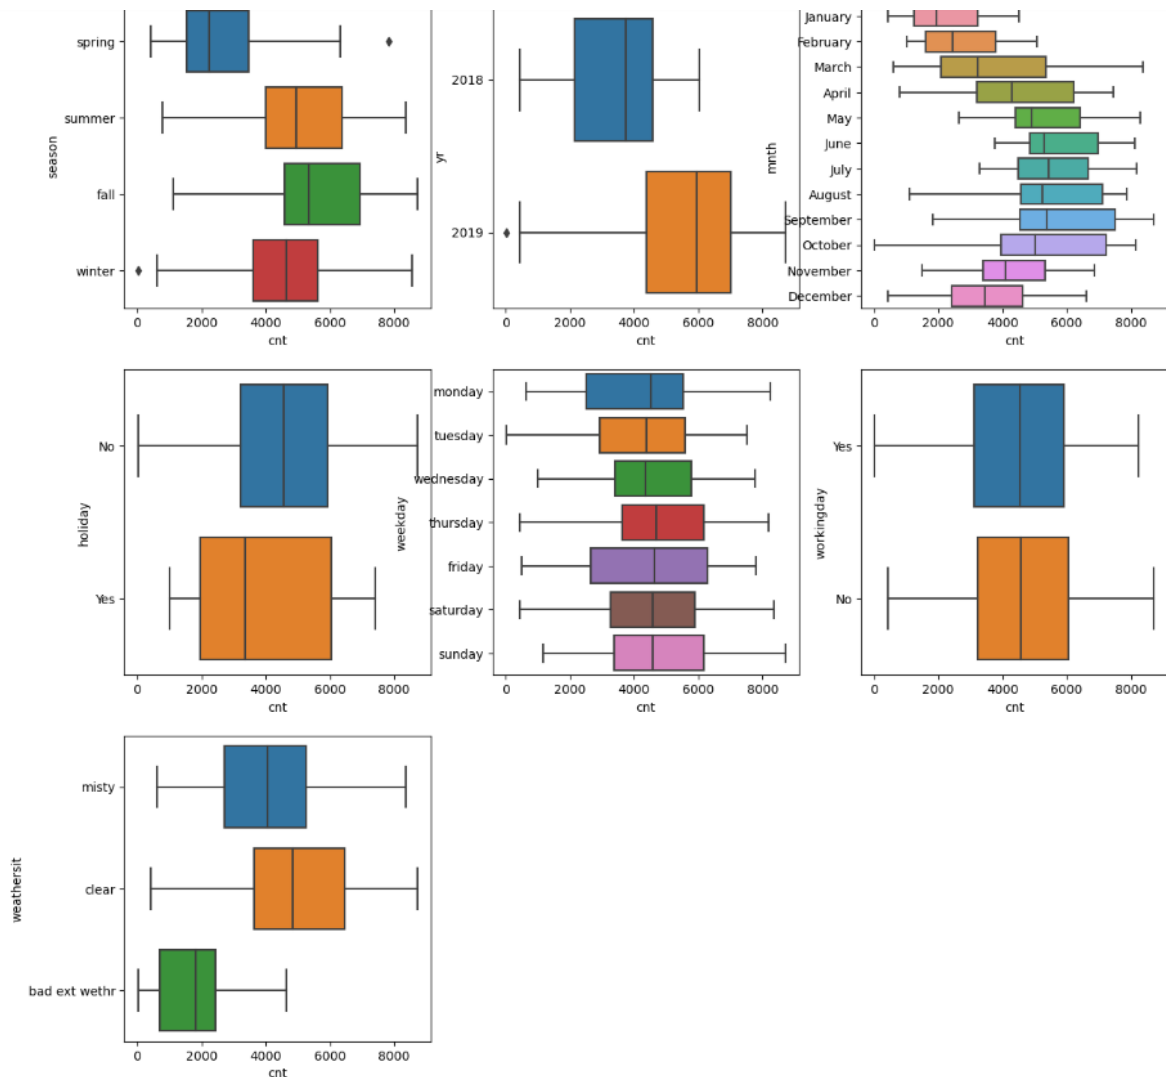 season
spring
summer
fall
winter
0 2000 4000 6000 8000
cnt
yr
2018
2019
0 2000 4000 6000 8000
cnt
mnth
January
February
March
April
May
June
July
August
September
October
November
December
0 2000 4000 6000 8000
cnt
holiday
No
Yes
0 2000 4000 6000 8000
cnt
weekday
monday
tuesday
wednesday
thursday
friday
saturday
sunday
0 2000 4000 6000 8000
cnt
workingday
Yes
No
0 2000 4000 6000 8000
cnt
weathersit
misty
clear
bad ext wethr
0 2000 4000 6000 8000
cnt